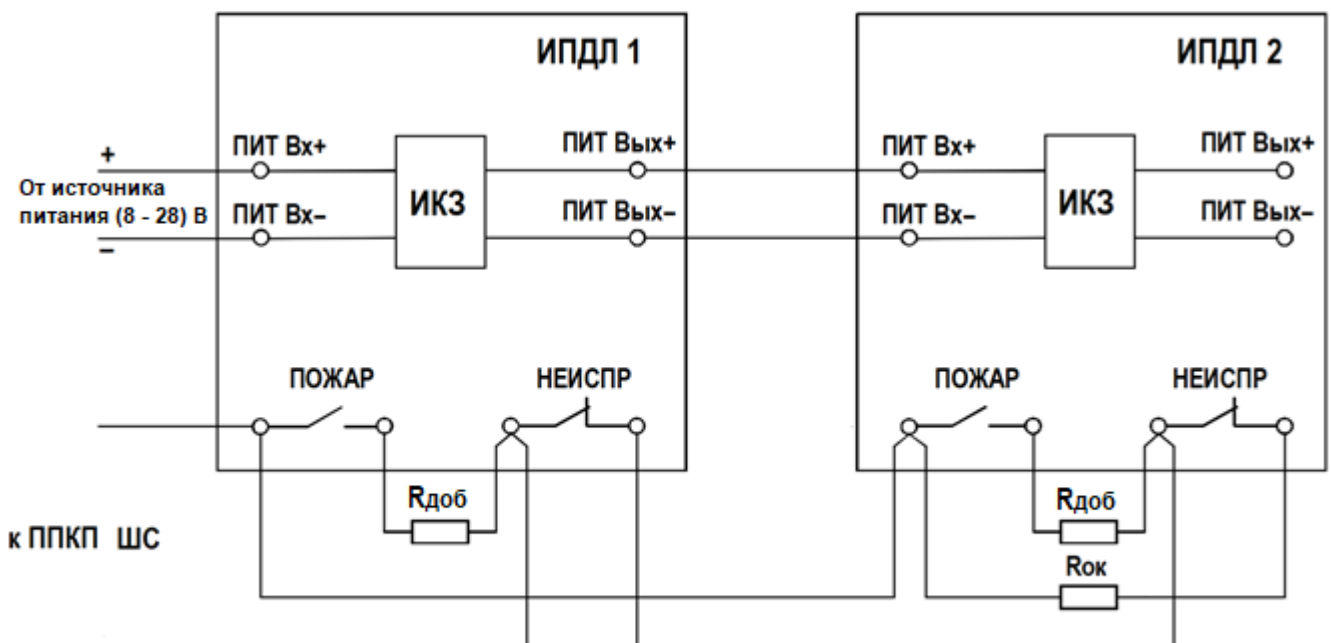 ИПДЛ 1
ИПДЛ 2
+
ПИТ Вх+
ПИТ Вых+
ПИТ Вх+
ПИТ Вых+
От источника
питания (8 - 28) В
ИКЗ
ИКЗ
ПИТ Вх–
ПИТ Вых–
ПИТ Вх–
ПИТ Вых–
–
ПОЖАР
НЕИСПР
ПОЖАР
НЕИСПР
Rдоб
Rдоб
к ППКП ШС
Rок